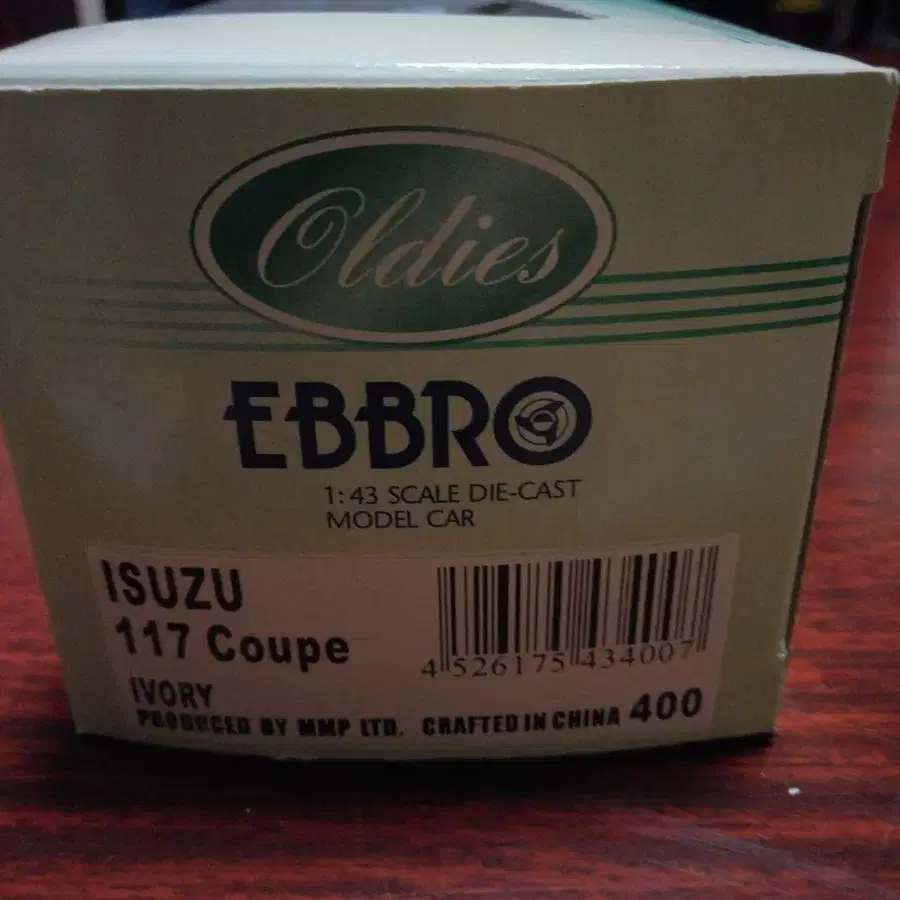 Oldies
EBBRO
1:43 SCALE DIE-CAST
MODEL CAR
ISUZU
117 Coupe
4 526175 434007
IVORY
PRODUCED BY MMP LTD. CRAFTED IN CHINA 400